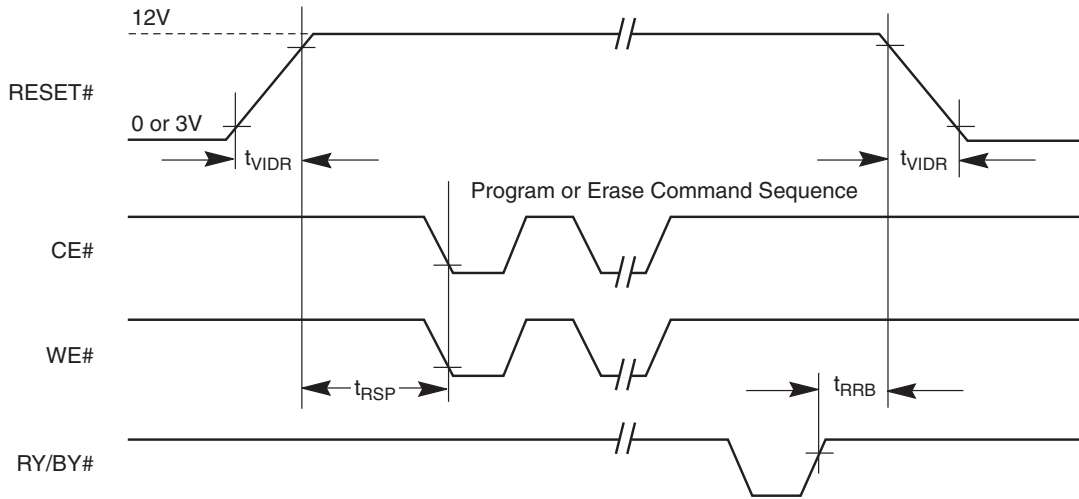 12V
RESET#
0 or 3V
tVIDR
tVIDR
Program or Erase Command Sequence
CE#
WE#
tRSP
tRRB
RY/BY#